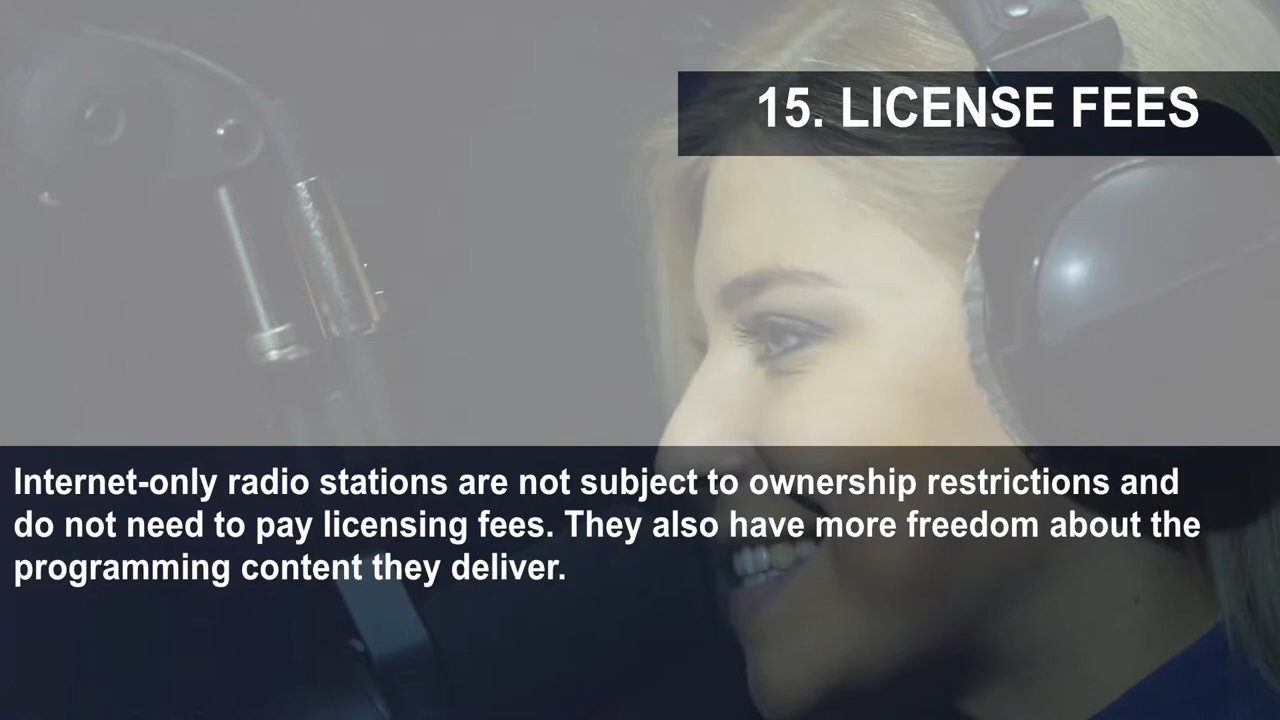 15. LICENSE FEES
Internet-only radio stations are not subject to ownership restrictions and
do not need to pay licensing fees. They also have more freedom about the
programming content they deliver.